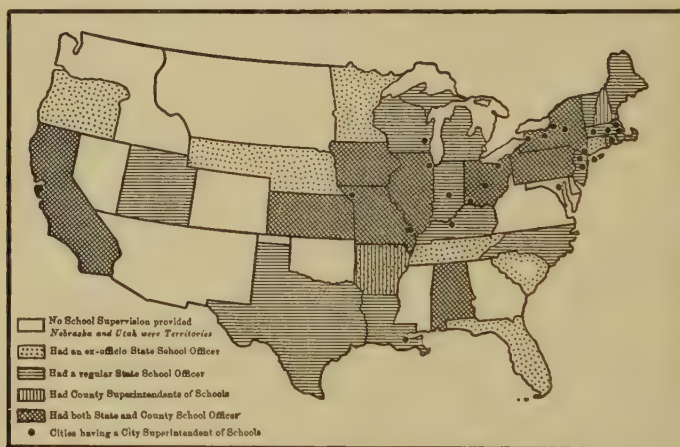 No School Supervision provided
Nebraska and Utah were Territories
Had an ex-officio State School Officer
Had a regular State School Officer
Had County Superintendents of Schools
Had both State and County School Officer
Cities having a City Superintendent of Schools